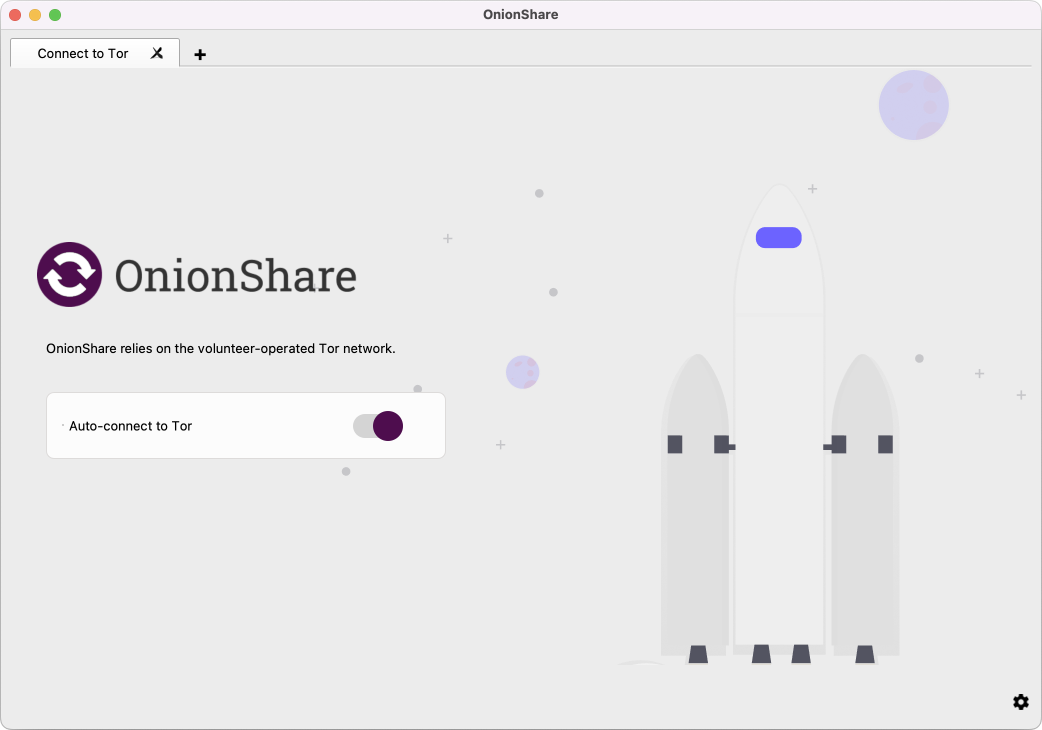 OnionShare
Connect to Tor
OnionShare
OnionShare relies on the volunteer-operated Tor network.
Auto-connect to Tor